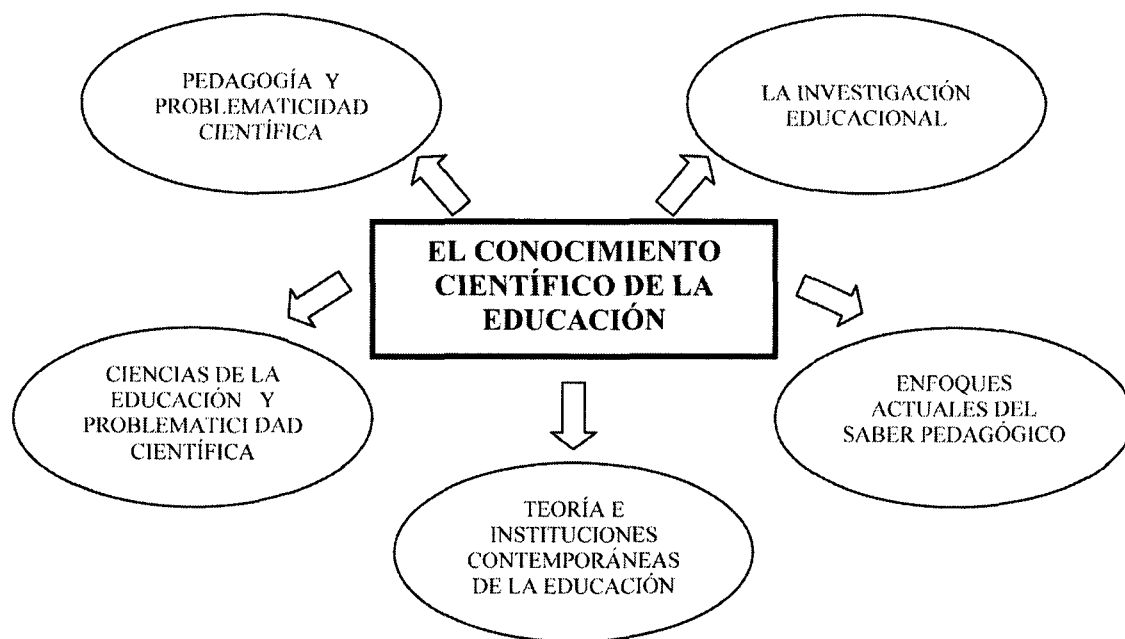 PEDAGOGÍA Y
PROBLEMATICIDAD
CIENTÍFICA
LA INVESTIGACIÓN
EDUCACIONAL
EL CONOCIMIENTO
CIENTÍFICO DE LA
EDUCACIÓN
CIENCIAS DE LA
EDUCACIÓN Y
PROBLEMATICI DAD
CIENTÍFICA
ENFOQUES
ACTUALES DEL
SABER PEDAGÓGICO
TEORÍA E
INSTITUCIONES
CONTEMPORÁNEAS
DE LA EDUCACIÓN